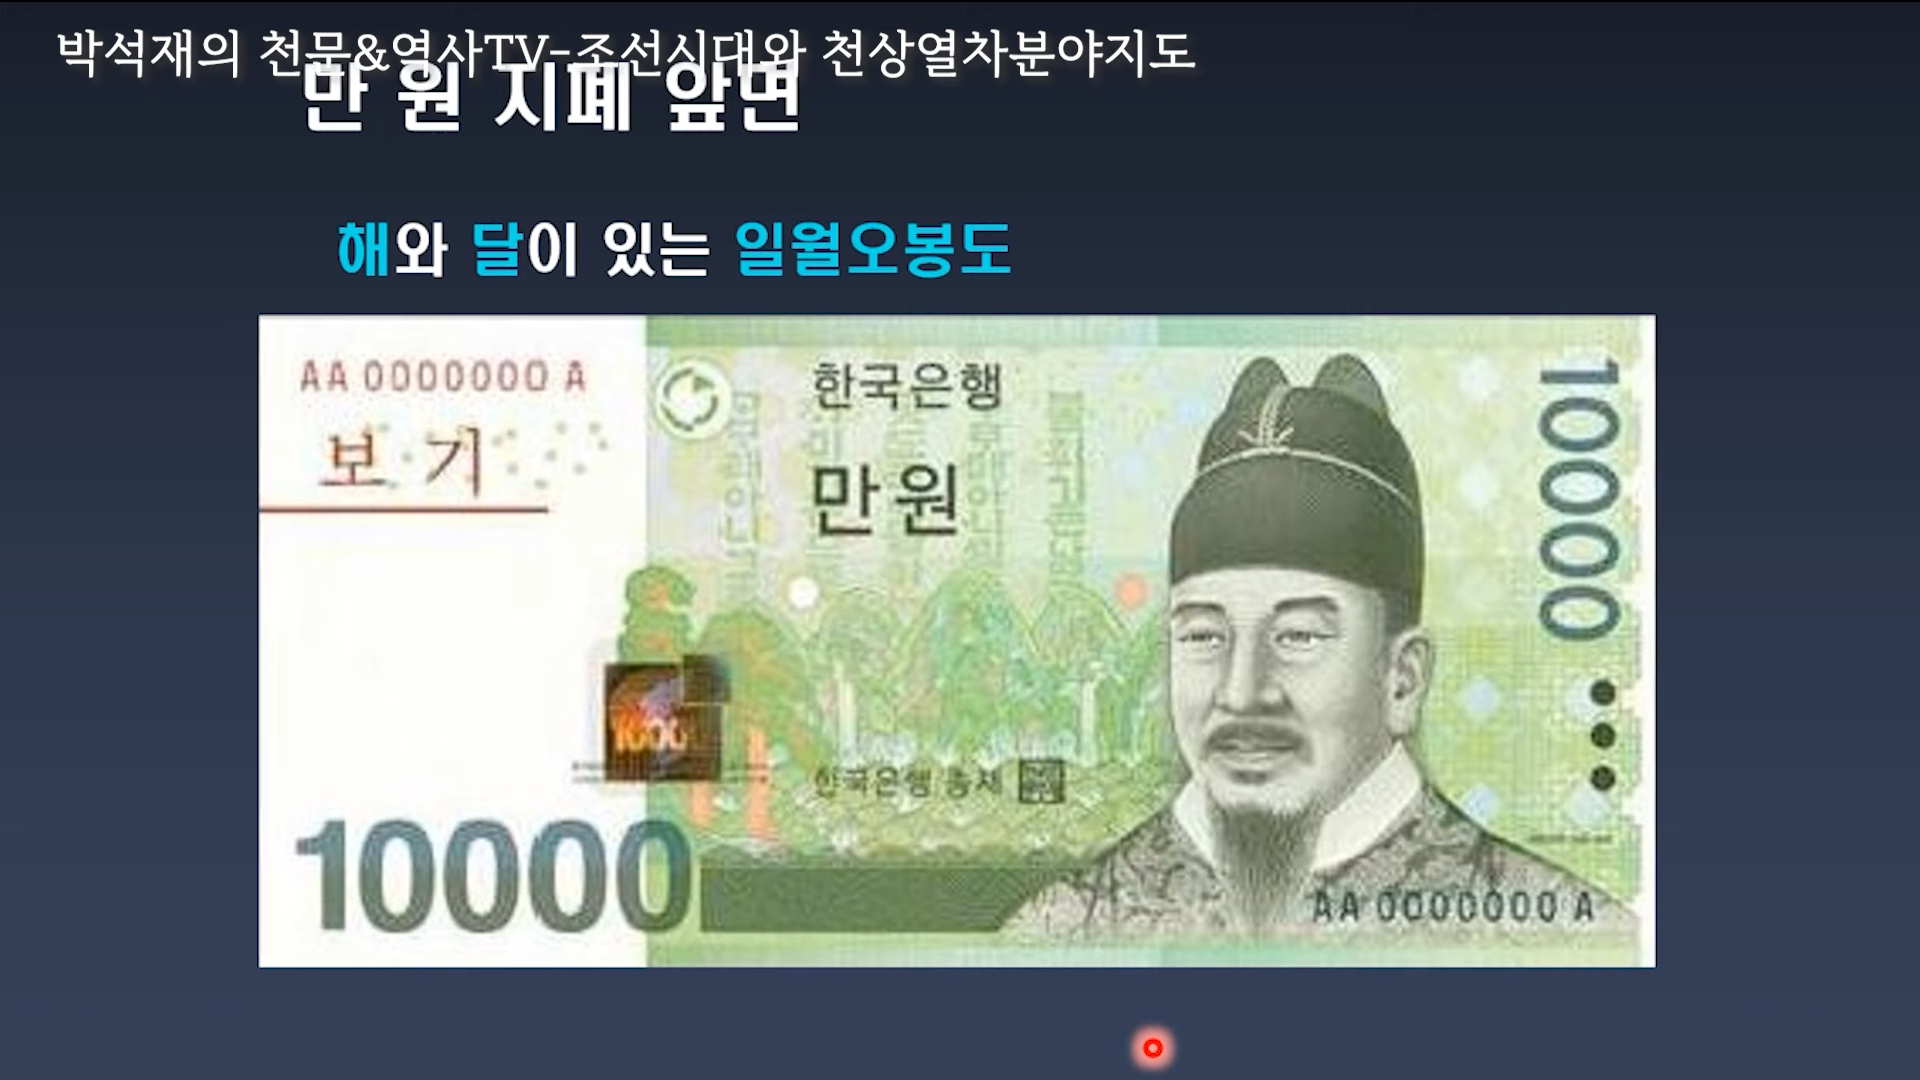 박석재의 천문&역사TV-조선시대와 천상열차분야지도
만 원 지폐 앞면
해와 달이 있는 일월오봉도
AA 0000000 A
보기
한국은행
만원
10000
한국은행 총재
10000
AA 0000000 A